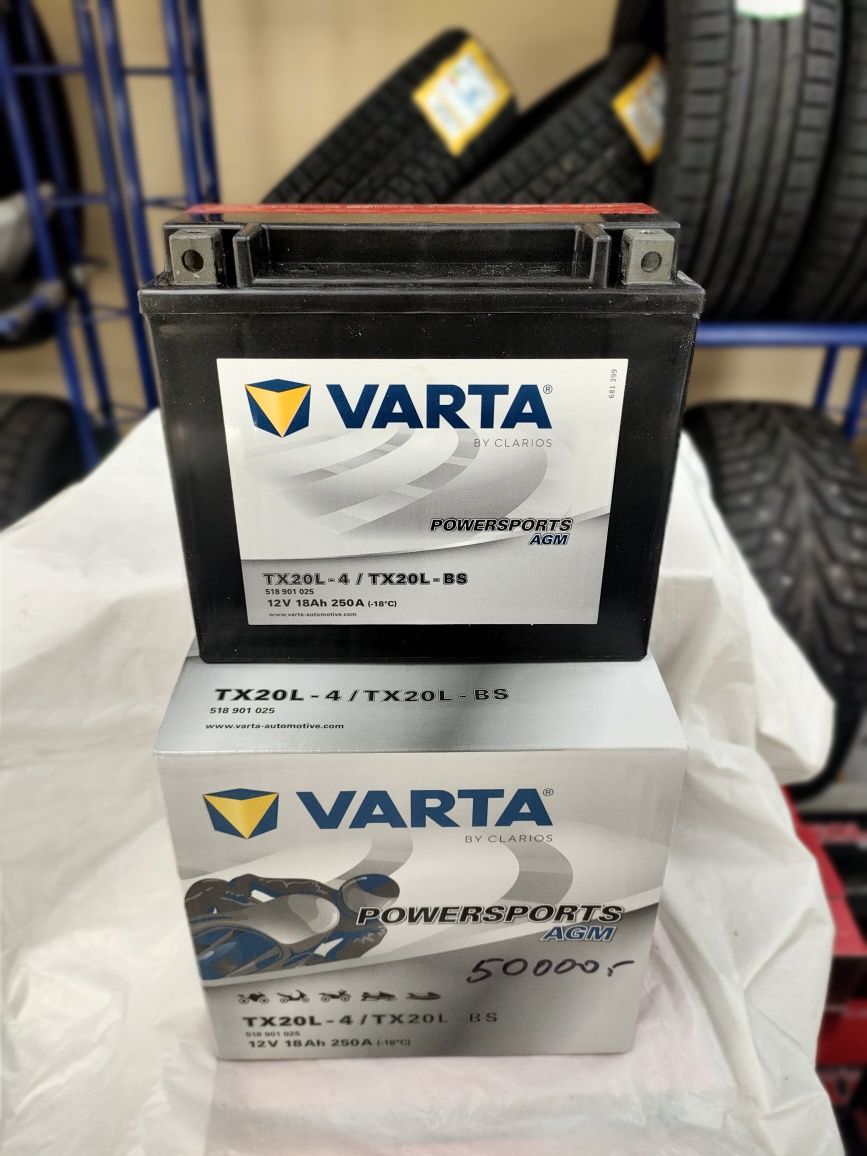 VARTA®
BY CLARIOS
681 399
POWERSPORTS
AGM
TX20L-4 / TX20L-BS
518 901 025
12V 18Ah 250A (-18°C)
www.varta-automotive.com
TX20L-4/TX20L-BS
518 901 025
www.varta-automotive.com
VARTA®
BY CLARIOS
POWERSPORTS
AGM
50000,-
TX20L-4/TX20L-BS
518 901 025
12V 18Ah 250A (-18°C)